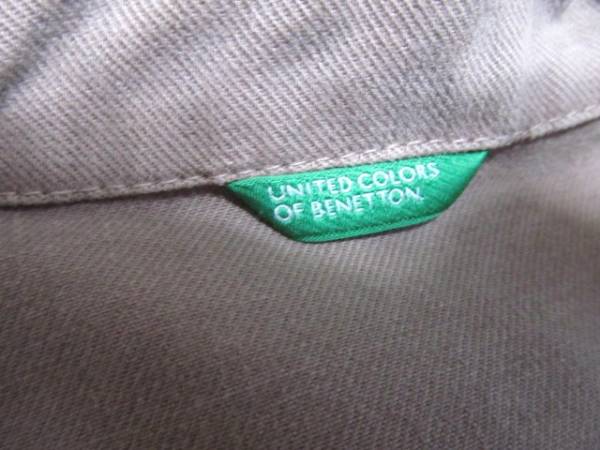 UNITED COLORS
OF BENETTON.